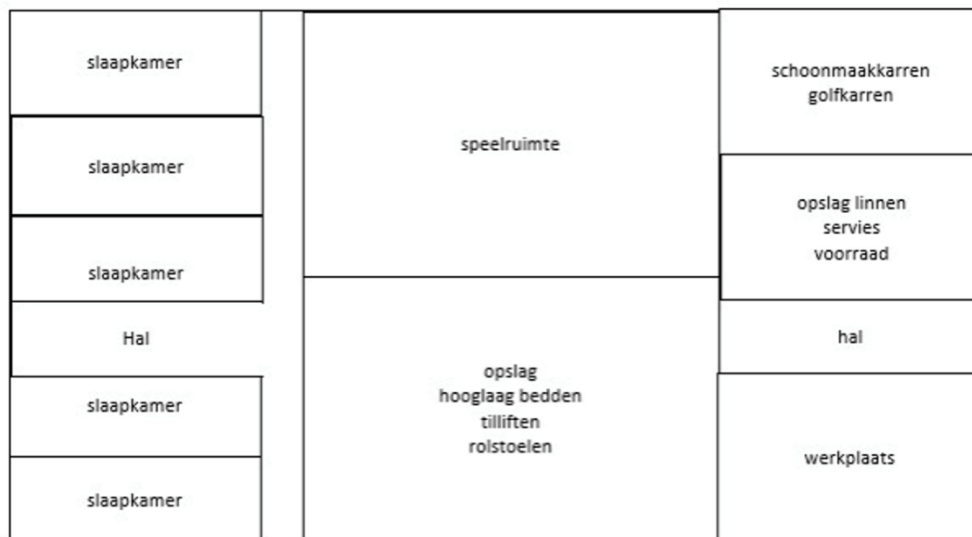 slaapkamer
slaapkamer
slaapkamer
Hal
slaapkamer
slaapkamer
speelruimte
opslag
hooglaag bedden
tilliften
rolstoelen
schoonmaakkarren
golfkarren
opslag linnen
servies
voorraad
hal
werkplaats